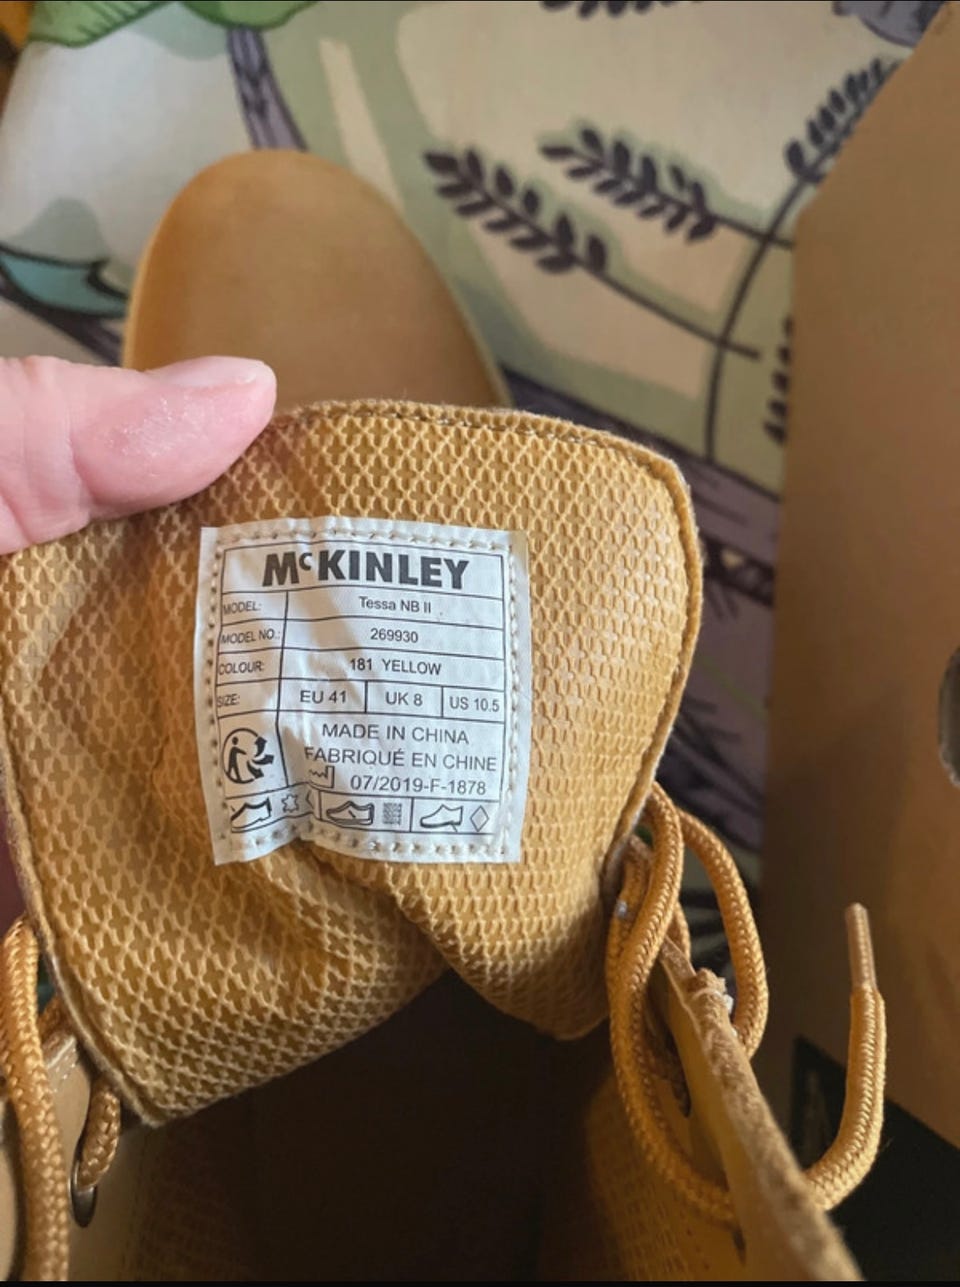 McKINLEY
MODEL: Tessa NB II
MODEL NO.: 269930
COLOUR: 181 YELLOW
SIZE: EU 41 UK 8 US 10.5
MADE IN CHINA
FABRIQUÉ EN CHINE
07/2019-F-1878